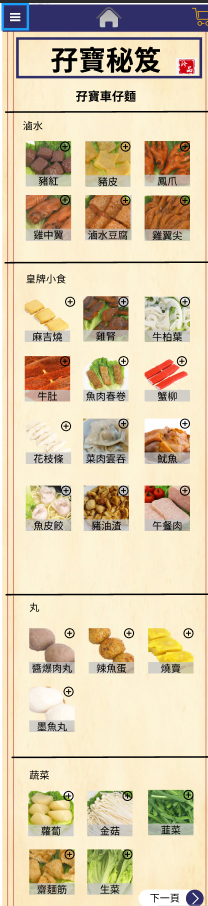 孖寶秘笈
孖寶車仔麵
滷水
豬紅 豬皮 鳳爪
雞中翼 滷水豆腐 雞翼尖
皇牌小食
麻吉燒 雞腎 牛柏葉
牛肚 魚肉春卷 蟹柳
花枝條 菜肉雲吞 魷魚
魚皮餃 豬油渣 午餐肉
丸
醬爆肉丸 辣魚蛋 燒賣
墨魚丸
蔬菜
蘿蔔 金菇 韮菜
齋麵筋 生菜
下一頁